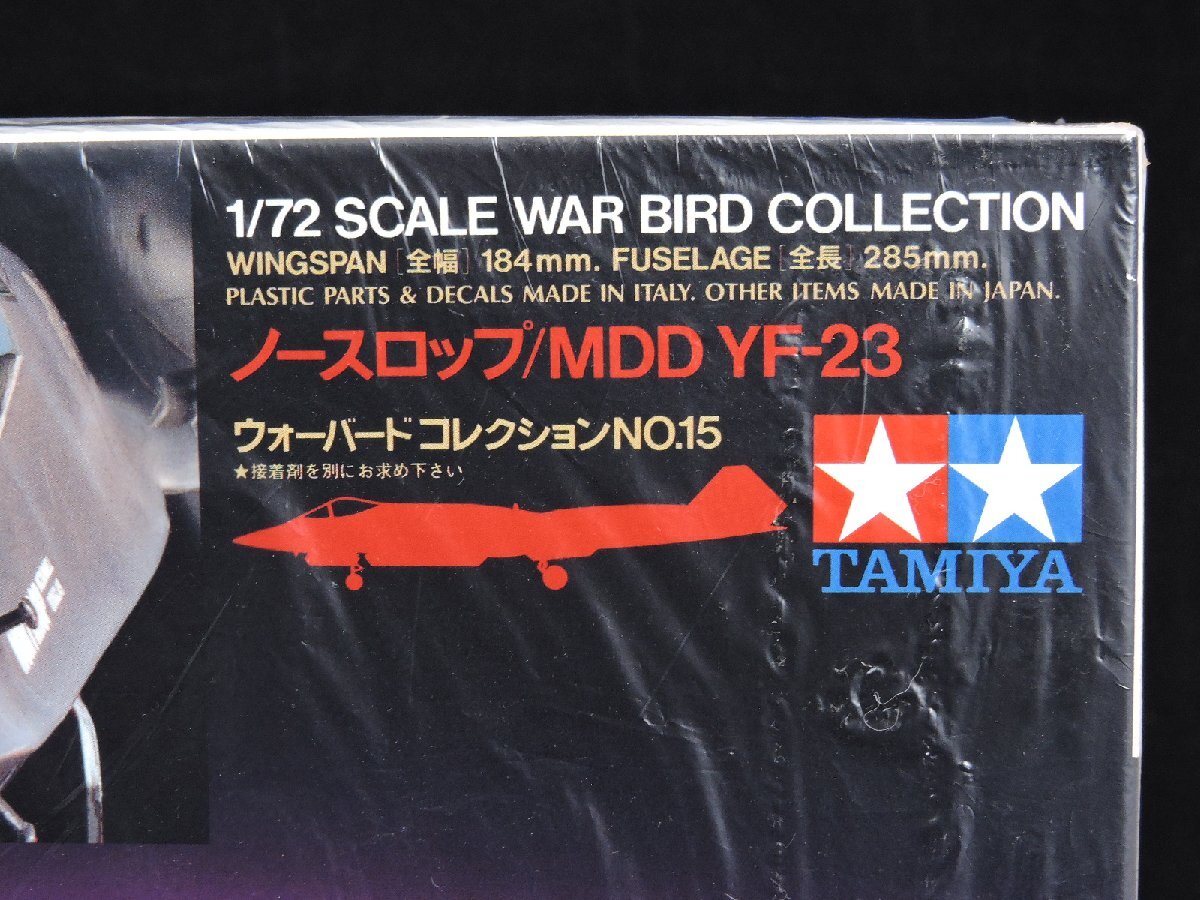 1/72 SCALE WAR BIRD COLLECTION
WINGSPAN [全幅] 184mm. FUSELAGE [全長] 285mm.
PLASTIC PARTS & DECALS MADE IN ITALY. OTHER ITEMS MADE IN JAPAN.
ノースロップ/MDD YF-23
ウォーバードコレクションNO.15
★接着剤を別にお求め下さい
TAMIYA